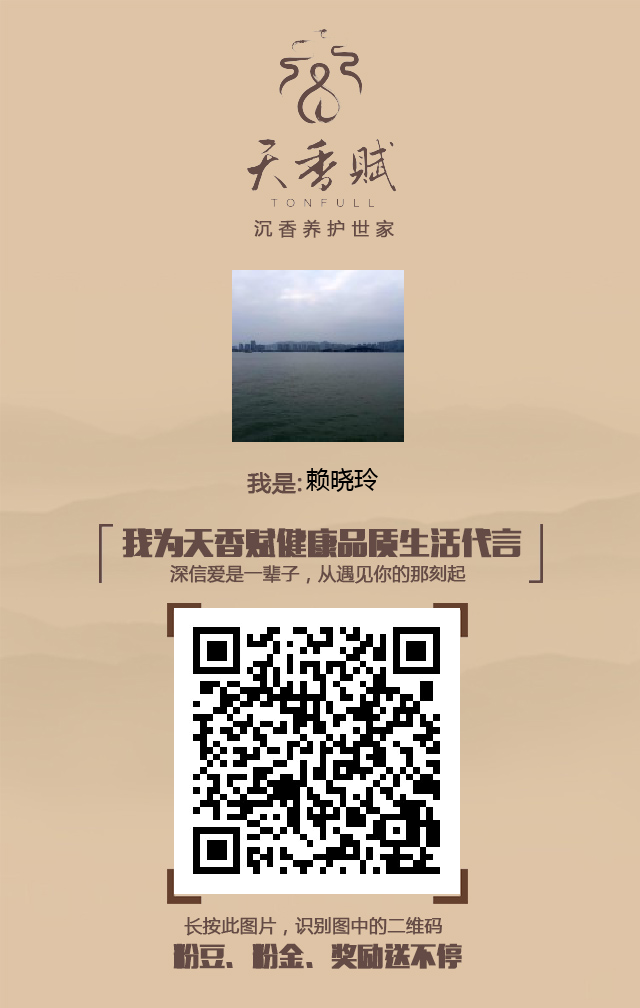 天香赋
TONFULL
沉香养护世家
我是:赖晓玲
我为天香赋健康品质生活代言
深信爱是一辈子，从遇见你的那刻起
长按此图片，识别图中的二维码
粉豆、粉金、奖励送不停